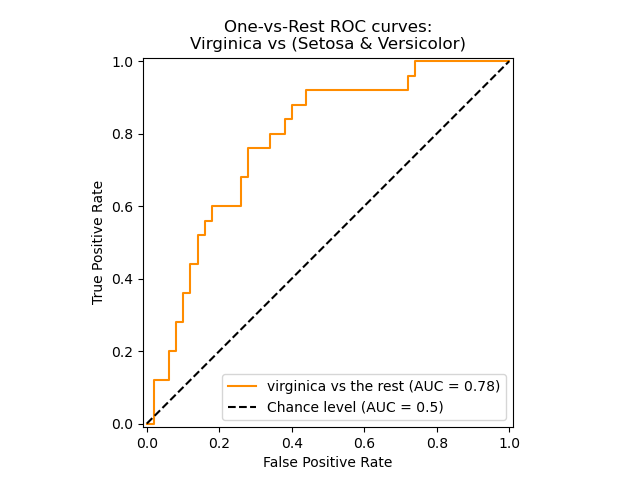 One-vs-Rest ROC curves:
Virginica vs (Setosa & Versicolor)
True Positive Rate
1.0
0.8
0.6
0.4
0.2
0.0
virginica vs the rest (AUC = 0.78)
Chance level (AUC = 0.5)
0.0 0.2 0.4 0.6 0.8 1.0
False Positive Rate